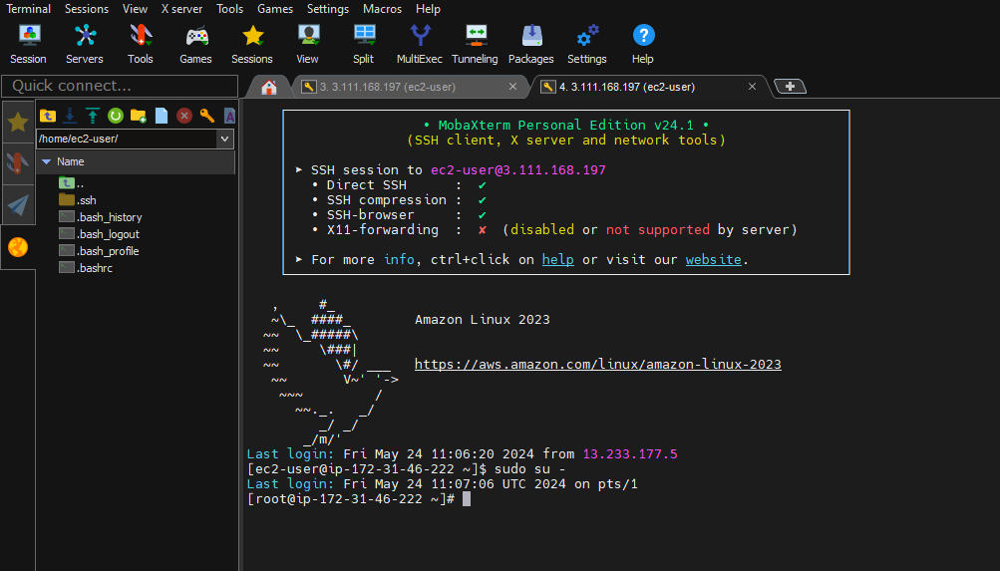 Terminal Sessions View X server Tools Games Settings Macros Help
Session Servers Tools Games Sessions View Split MultiExec Tunneling Packages Settings Help
Quick connect...
3. 3.111.168.197 (ec2-user)
4. 3.111.168.197 (ec2-user)
/home/ec2-user/
Name
..
.ssh
.bash_history
.bash_logout
.bash_profile
.bashrc
• MobaXterm Personal Edition v24.1 •
(SSH client, X server and network tools)
➤ SSH session to ec2-user@3.111.168.197
• Direct SSH : ✔
• SSH compression : ✔
• SSH-browser : ✔
• X11-forwarding : ✘ (disabled or not supported by server)
➤ For more info, ctrl+click on help or visit our website.
   ,     #_
   ~\_  ####_        Amazon Linux 2023
  ~~  \_#####\
  ~~     \###|
  ~~       \#/ ___   https://aws.amazon.com/linux/amazon-linux-2023
   ~~       V~' '->
    ~~~         /
      ~~._.   _/
         _/ _/
       _/m/'
Last login: Fri May 24 11:06:20 2024 from 13.233.177.5
[ec2-user@ip-172-31-46-222 ~]$ sudo su -
Last login: Fri May 24 11:07:06 UTC 2024 on pts/1
[root@ip-172-31-46-222 ~]#